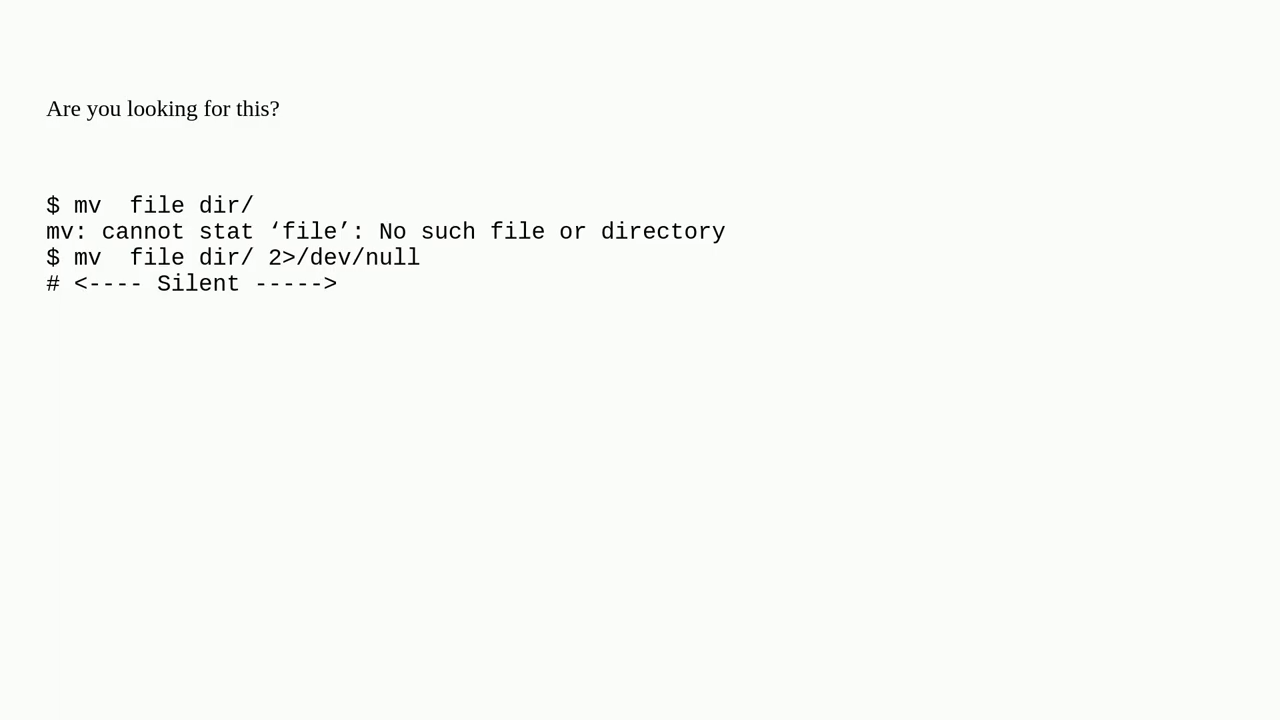 Are you looking for this?
$ mv  file dir/
mv: cannot stat ‘file’: No such file or directory
$ mv  file dir/ 2>/dev/null
# <---- Silent ----->